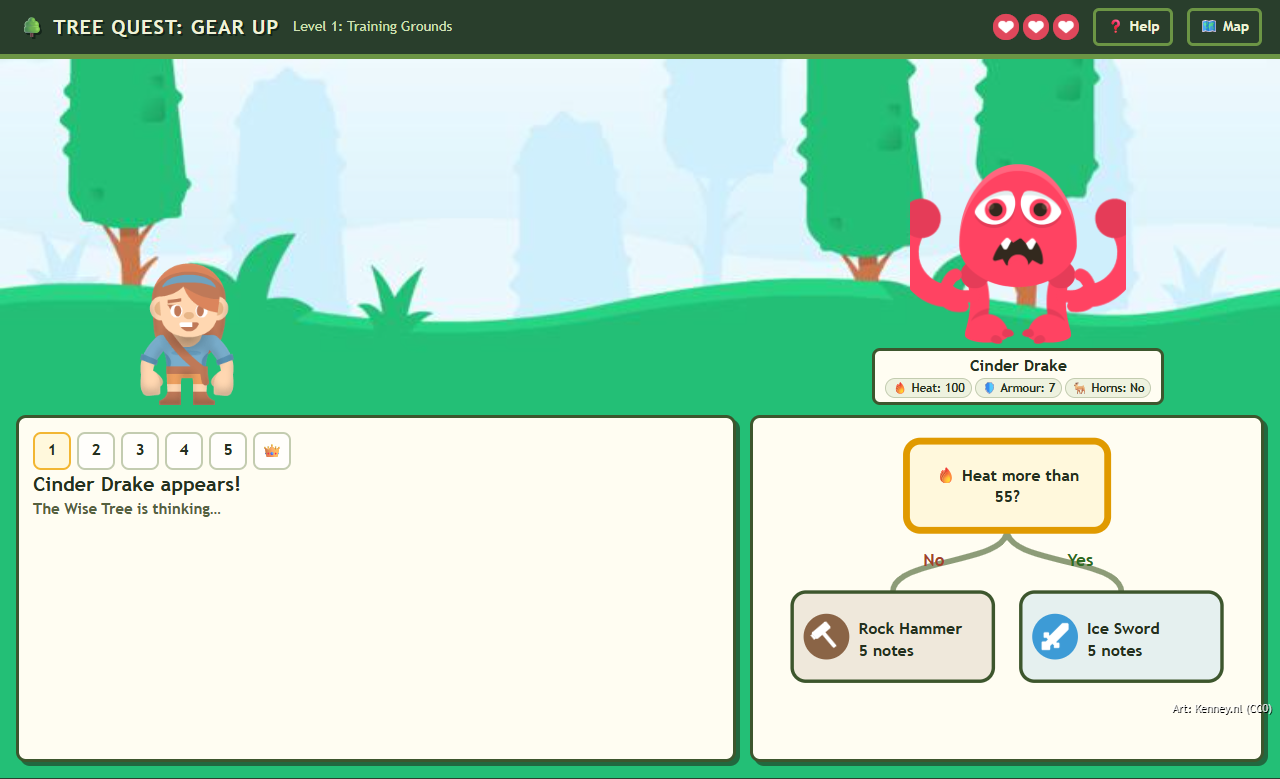 TREE QUEST: GEAR UP
Level 1: Training Grounds
Help
Map
Cinder Drake
Heat: 100
Armour: 7
Horns: No
1
2
3
4
5
Cinder Drake appears!
The Wise Tree is thinking...
Heat more than
55?
No
Yes
Rock Hammer
5 notes
Ice Sword
5 notes
Art: Kenney.nl (CC0)